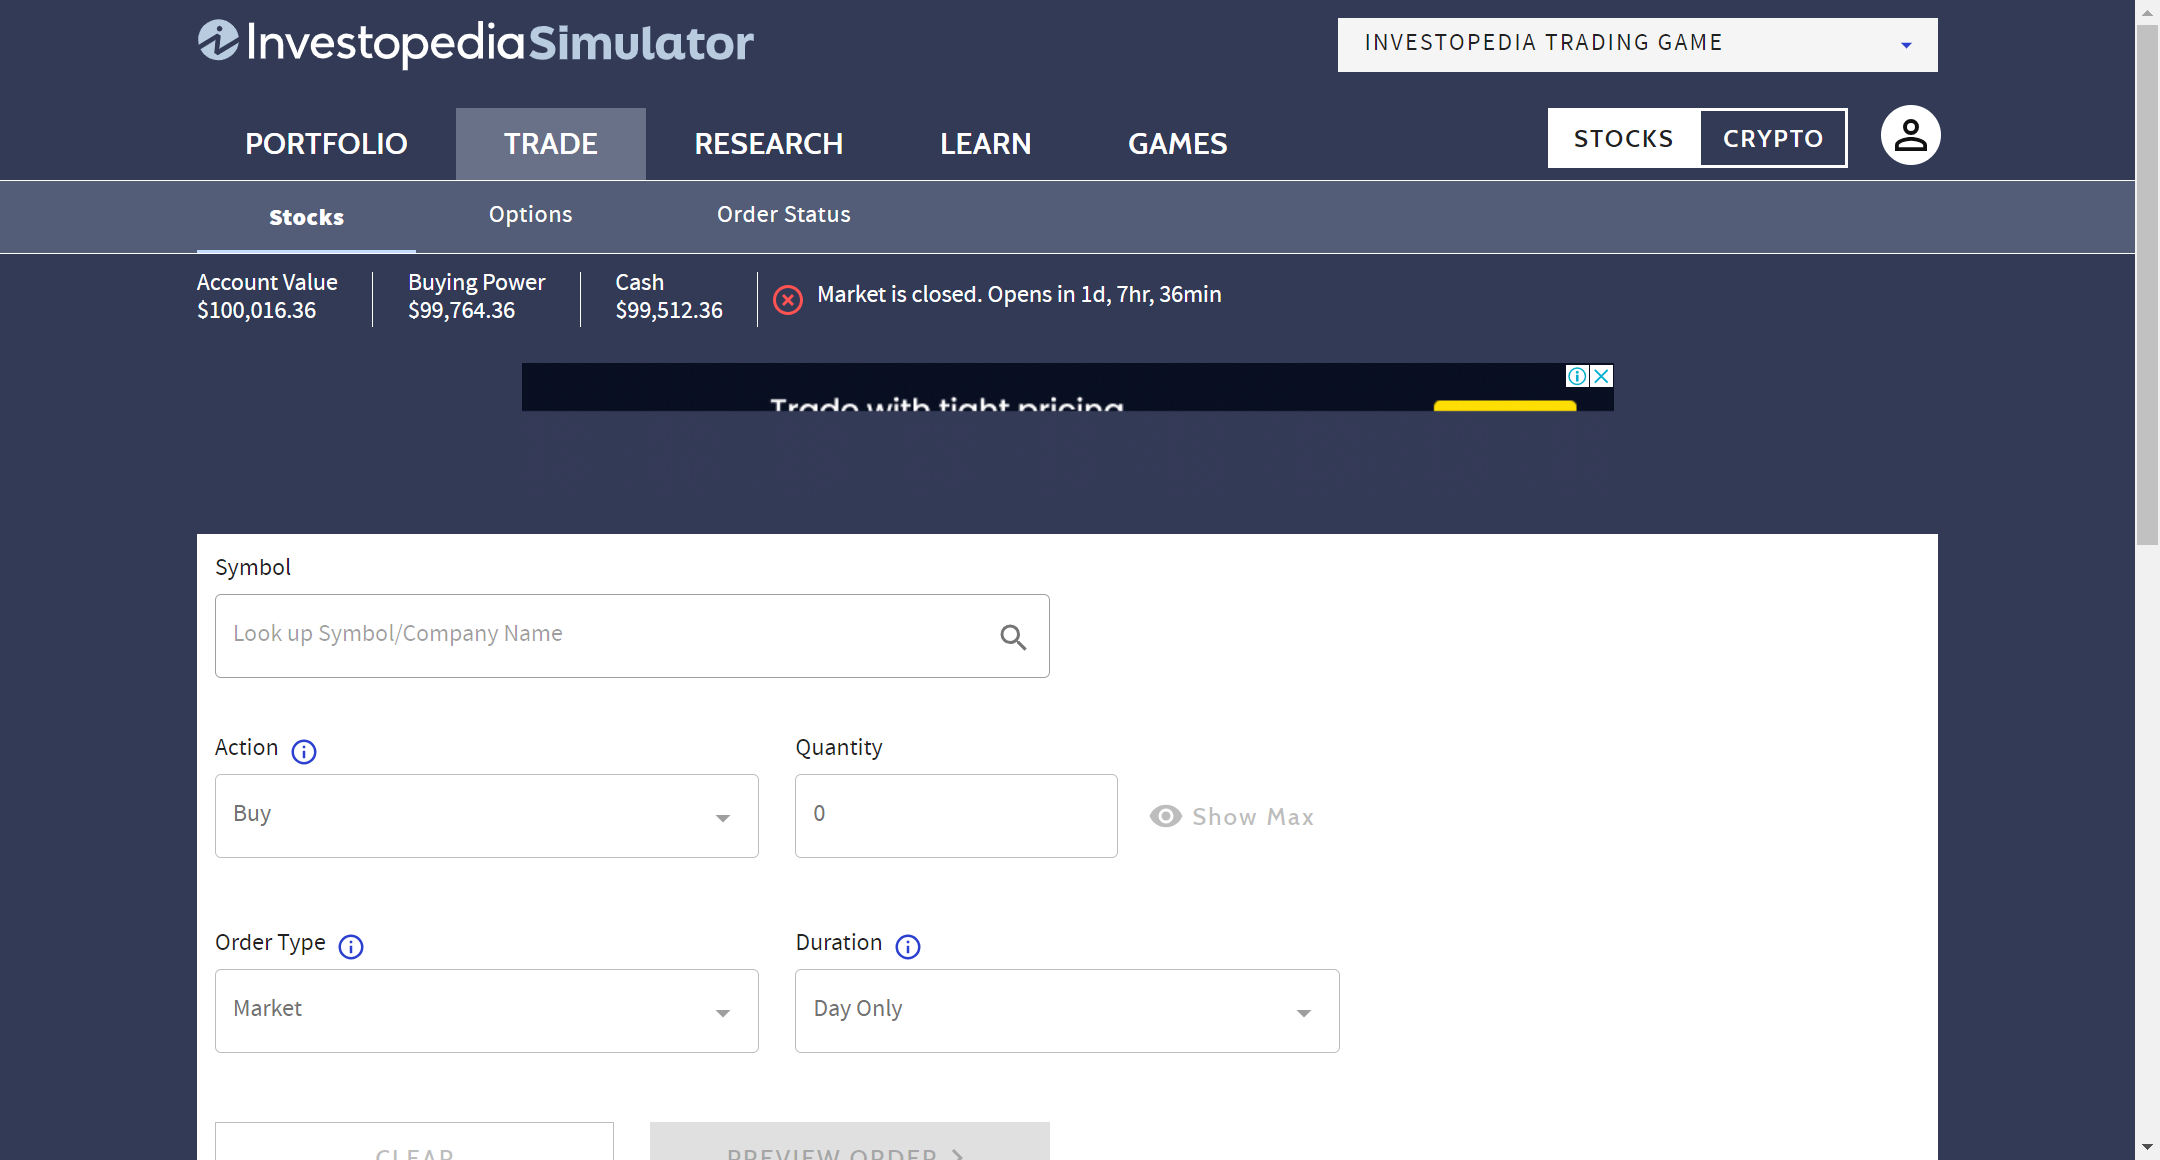 InvestopediaSimulator
INVESTOPEDIA TRADING GAME
PORTFOLIO
TRADE
RESEARCH
LEARN
GAMES
STOCKS
CRYPTO
Stocks
Options
Order Status
Account Value
$100,016.36
Buying Power
$99,764.36
Cash
$99,512.36
Market is closed. Opens in 1d, 7hr, 36min
Trade with tight pricing
Symbol
Look up Symbol/Company Name
Action
Buy
Quantity
0
Show Max
Order Type
Market
Duration
Day Only
CLEAR
PREVIEW ORDER